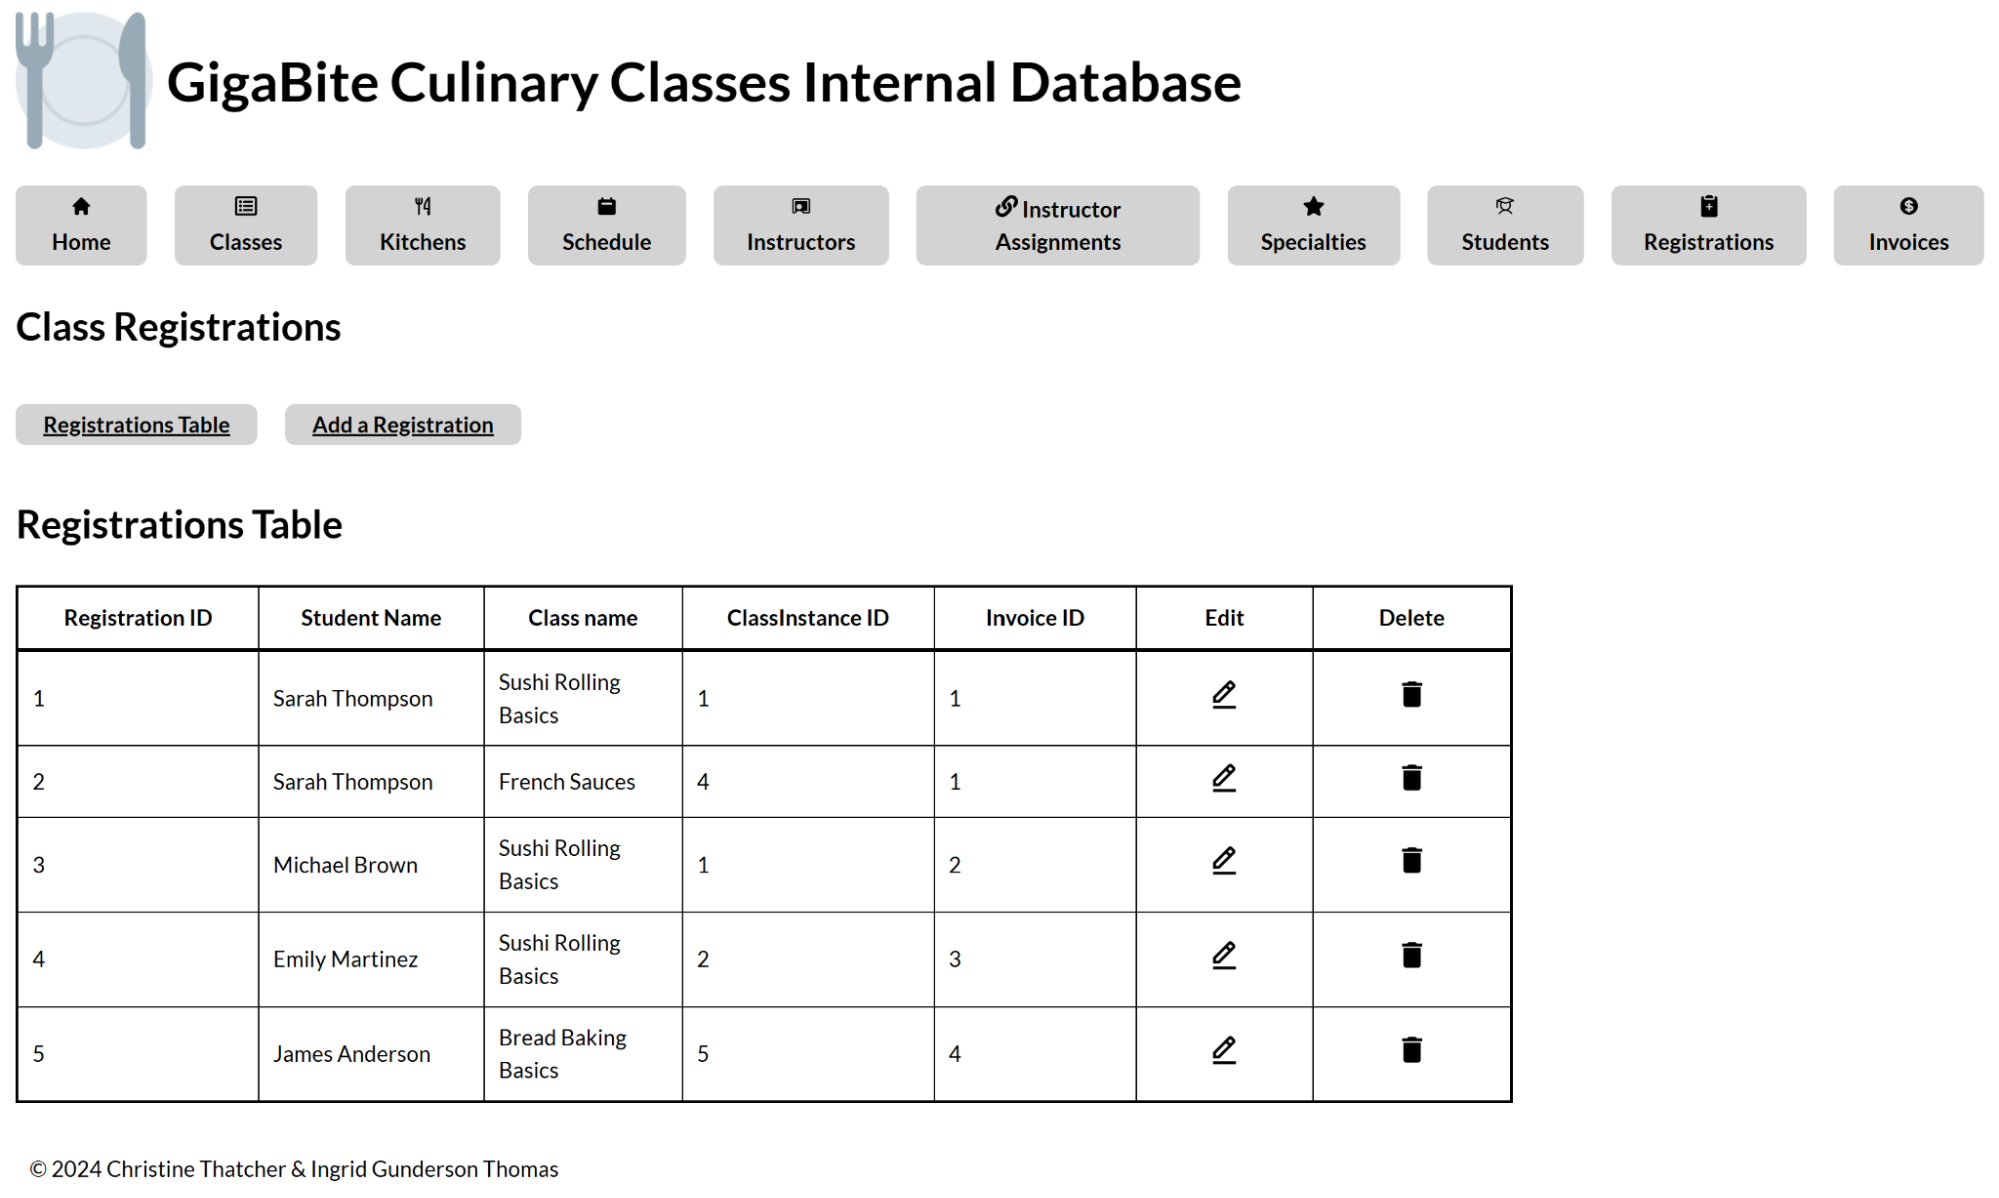 GigaBite Culinary Classes Internal Database
Home
Classes
Kitchens
Schedule
Instructors
Instructor
Assignments
Specialties
Students
Registrations
Invoices
Class Registrations
Registrations Table
Add a Registration
Registrations Table
Registration ID Student Name Class name ClassInstance ID Invoice ID Edit Delete
1 Sarah Thompson Sushi Rolling
Basics 1 1
2 Sarah Thompson French Sauces 4 1
3 Michael Brown Sushi Rolling
Basics 1 2
4 Emily Martinez Sushi Rolling
Basics 2 3
5 James Anderson Bread Baking
Basics 5 4
© 2024 Christine Thatcher & Ingrid Gunderson Thomas